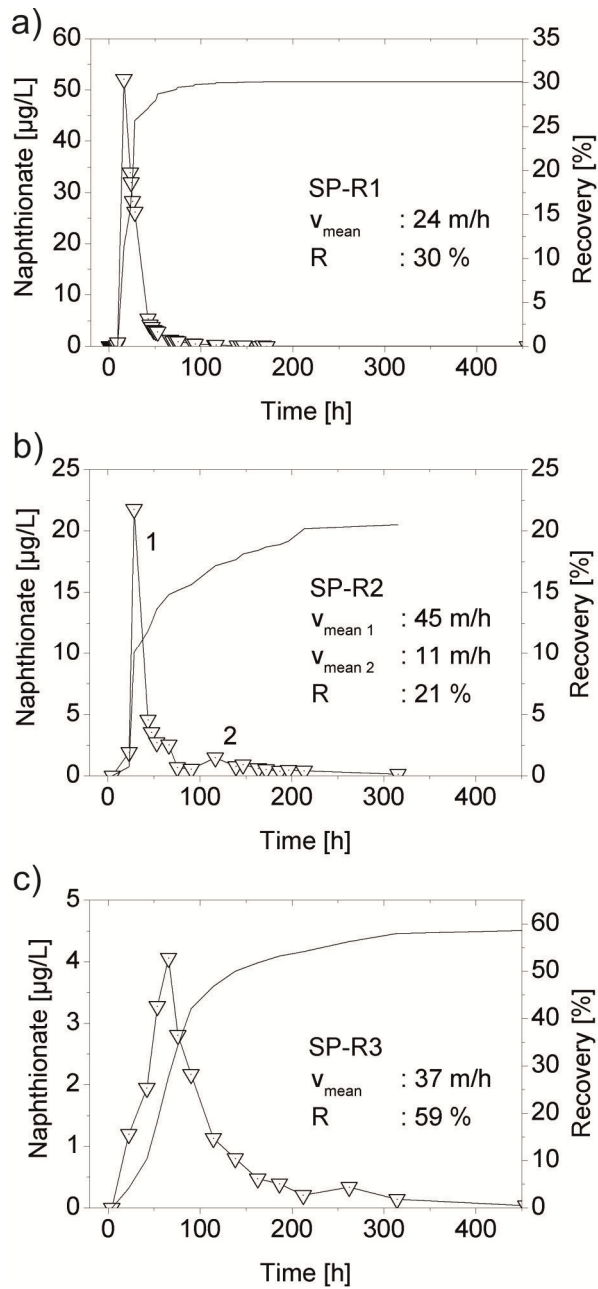 a)
60
50
40
30
20
10
0
Naphthionate [µg/L]
35
30
25
20
15
10
5
0
Recovery [%]
SP-R1
v mean : 24 m/h
R : 30 %
0 100 200 300 400
Time [h]
b)
25
20
15
10
5
0
Naphthionate [µg/L]
25
20
15
10
5
0
Recovery [%]
1
2
SP-R2
v mean 1 : 45 m/h
v mean 2 : 11 m/h
R : 21 %
0 100 200 300 400
Time [h]
c)
5
4
3
2
1
0
Naphthionate [µg/L]
60
50
40
30
20
10
0
Recovery [%]
SP-R3
v mean : 37 m/h
R : 59 %
0 100 200 300 400
Time [h]